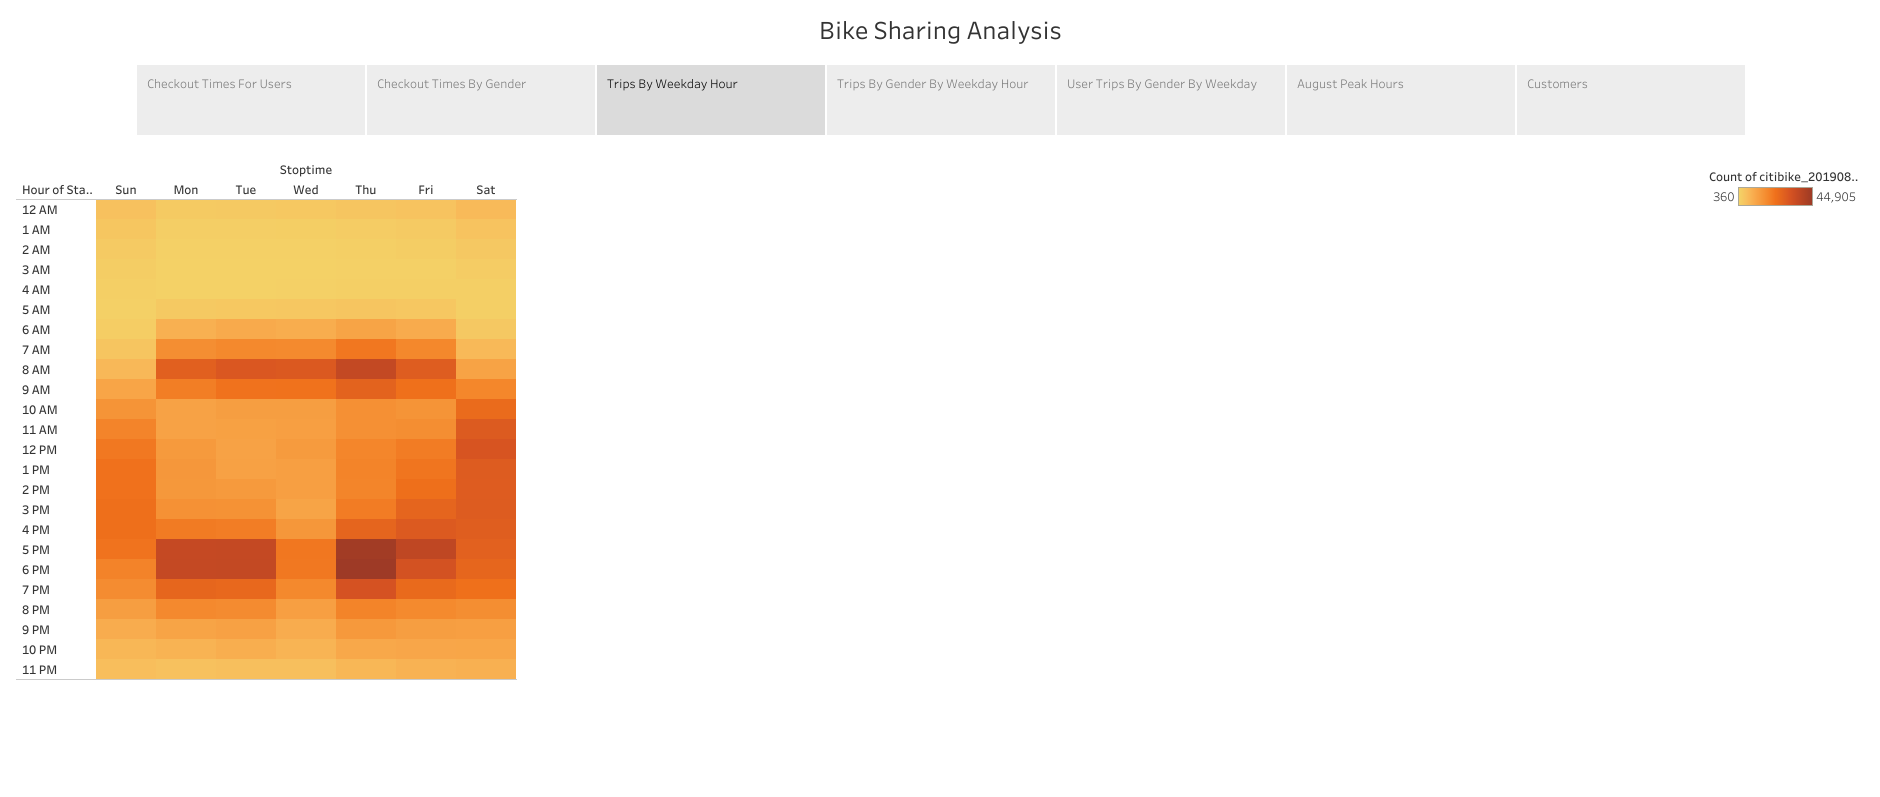 Bike Sharing Analysis
Checkout Times For Users
Checkout Times By Gender
Trips By Weekday Hour
Trips By Gender By Weekday Hour
User Trips By Gender By Weekday
August Peak Hours
Customers
Stoptime
Hour of Sta.. Sun Mon Tue Wed Thu Fri Sat
12 AM
1 AM
2 AM
3 AM
4 AM
5 AM
6 AM
7 AM
8 AM
9 AM
10 AM
11 AM
12 PM
1 PM
2 PM
3 PM
4 PM
5 PM
6 PM
7 PM
8 PM
9 PM
10 PM
11 PM
Count of citibike_201908..
360 44,905